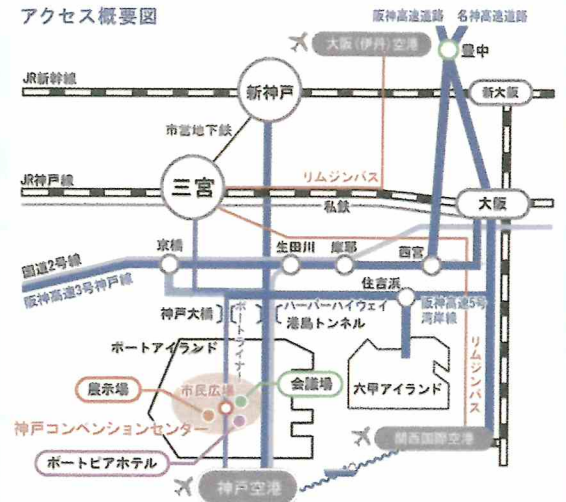 アクセス概要図
阪神高速道路 名神高速道路
大阪(伊丹)空港
豊中
JR新幹線
新神戸
新大阪
市営地下鉄
JR神戸線
三宮
リムジンバス
私鉄
大阪
京橋
生田川
摩耶
西宮
国道2号線
阪神高速3号神戸線
住吉浜
阪神高速5号
湾岸線
神戸大橋
ポートライナー
ハーバーハイウェイ
港島トンネル
ポートアイランド
リムジンバス
展示場
市民広場
会議場
六甲アイランド
神戸コンベンションセンター
関西国際空港
ポートピアホテル
神戸空港